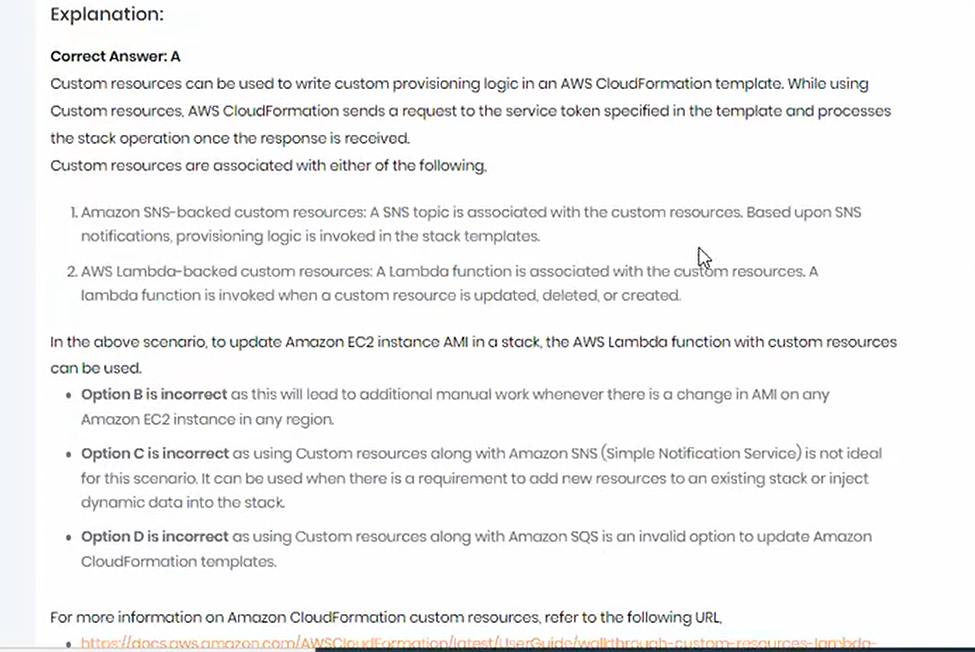 Explanation:
Correct Answer: A
Custom resources can be used to write custom provisioning logic in an AWS CloudFormation template. While using
Custom resources, AWS CloudFormation sends a request to the service token specified in the template and processes
the stack operation once the response is received.
Custom resources are associated with either of the following,
1. Amazon SNS-backed custom resources: A SNS topic is associated with the custom resources. Based upon SNS
notifications, provisioning logic is invoked in the stack templates.
2. AWS Lambda-backed custom resources: A Lambda function is associated with the custom resources. A
lambda function is invoked when a custom resource is updated, deleted, or created.
In the above scenario, to update Amazon EC2 instance AMI in a stack, the AWS Lambda function with custom resources
can be used.
• Option B is incorrect as this will lead to additional manual work whenever there is a change in AMI on any
Amazon EC2 instance in any region.
• Option C is incorrect as using Custom resources along with Amazon SNS (Simple Notification Service) is not ideal
for this scenario. It can be used when there is a requirement to add new resources to an existing stack or inject
dynamic data into the stack.
• Option D is incorrect as using Custom resources along with Amazon SQS is an invalid option to update Amazon
CloudFormation templates.
For more information on Amazon CloudFormation custom resources, refer to the following URL,
• https://docs.aws.amazon.com/AWSCloudFormation/latest/UserGuide/walkthrough-custom-resources-lambda-